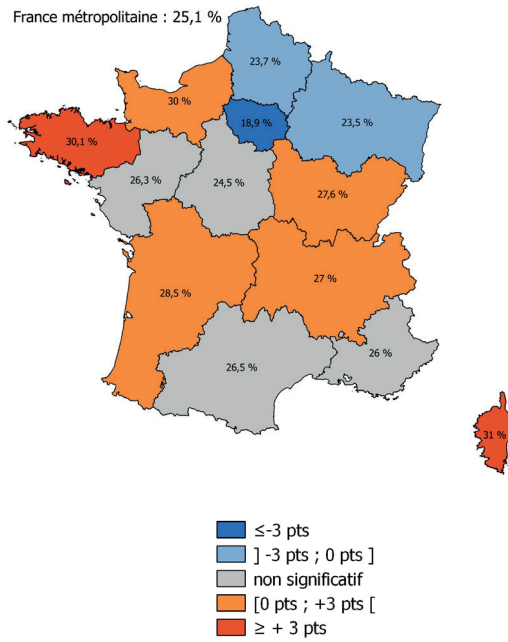 France métropolitaine : 25,1 %
23,7 %
30 %
18,9 %
23,5 %
30,1 %
26,3 %
24,5 %
27,6 %
28,5 %
27 %
26,5 %
26 %
31 %
≤-3 pts
] -3 pts ; 0 pts ]
non significatif
[0 pts ; +3 pts [
≥ + 3 pts